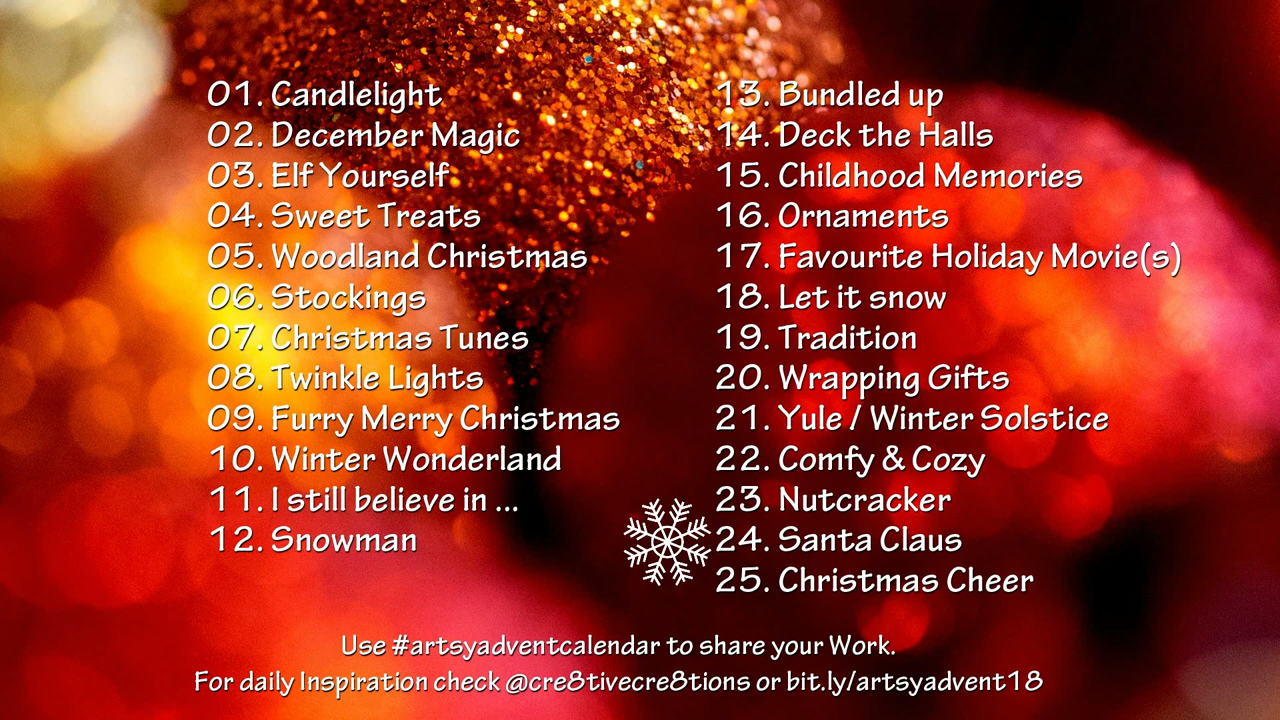 01. Candlelight
02. December Magic
03. Elf Yourself
04. Sweet Treats
05. Woodland Christmas
06. Stockings
07. Christmas Tunes
08. Twinkle Lights
09. Furry Merry Christmas
10. Winter Wonderland
11. I still believe in ...
12. Snowman
13. Bundled up
14. Deck the Halls
15. Childhood Memories
16. Ornaments
17. Favourite Holiday Movie(s)
18. Let it snow
19. Tradition
20. Wrapping Gifts
21. Yule / Winter Solstice
22. Comfy & Cozy
23. Nutcracker
24. Santa Claus
25. Christmas Cheer
Use #artsyadventcalendar to share your Work.
For daily Inspiration check @cre8tivecre8tions or bit.ly/artsyadvent18